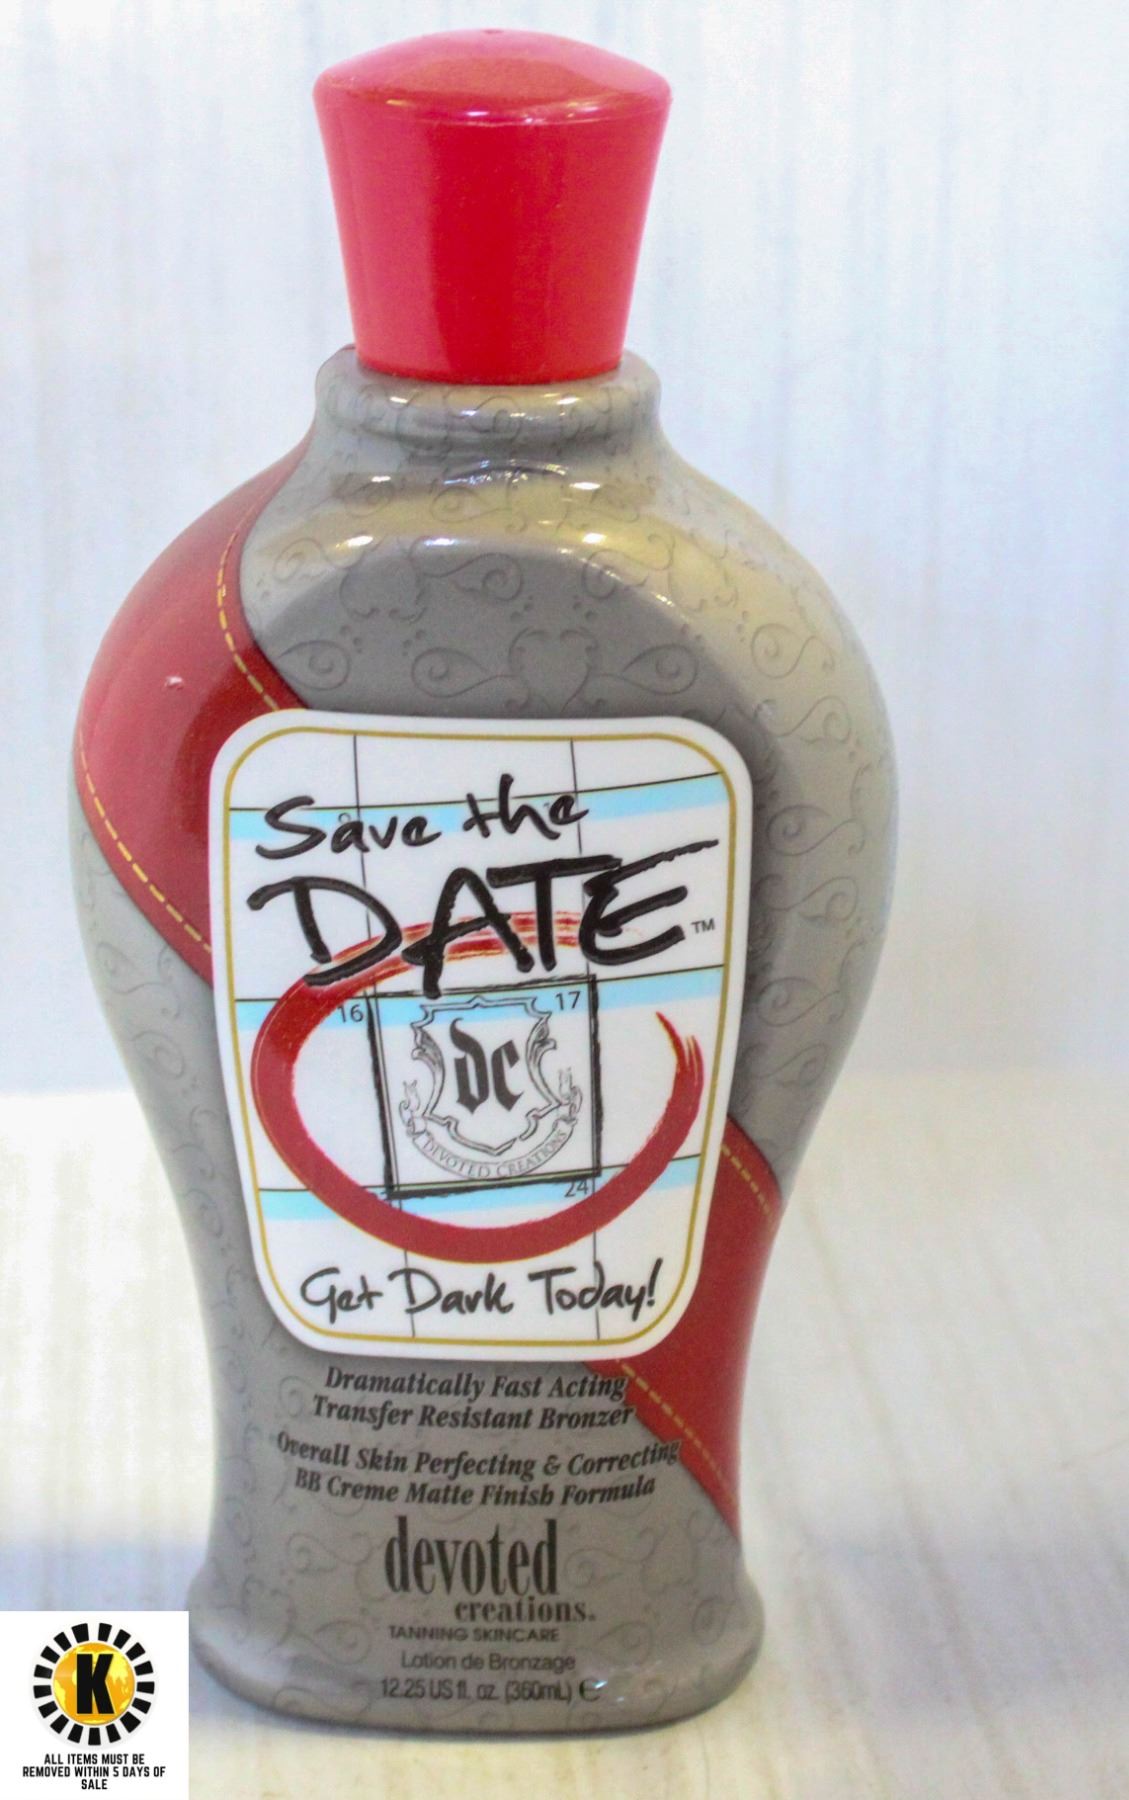 Save the
DATE™
16
17
dc
DEVOTED CREATIONS
24
Get Dark Today!
Dramatically Fast Acting
Transfer Resistant Bronzer
Overall Skin Perfecting & Correcting
BB Creme Matte Finish Formula
devoted
creations.
TANNING SKINCARE
Lotion de Bronzage
12.25 US fl. oz. (360mL) ℮
K
ALL ITEMS MUST BE
REMOVED WITHIN 5 DAYS OF
SALE